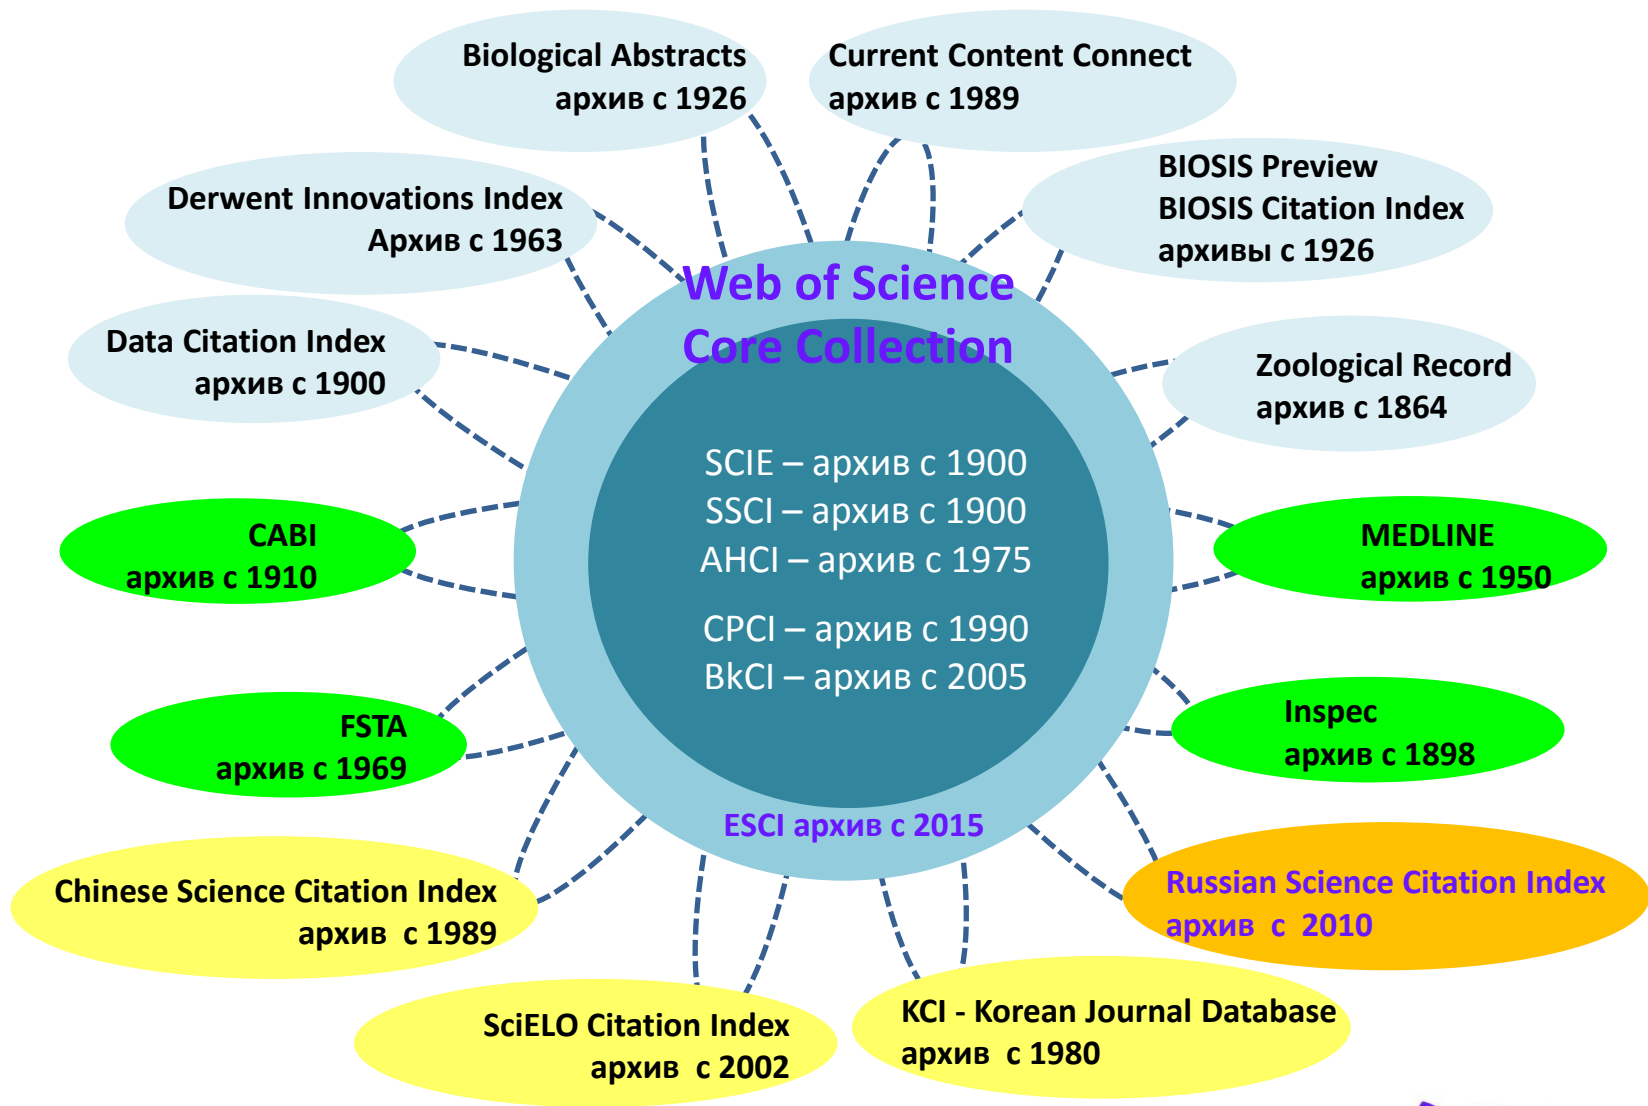 Biological Abstracts
архив с 1926
Current Content Connect
архив с 1989
Derwent Innovations Index
Архив с 1963
BIOSIS Preview
BIOSIS Citation Index
архивы с 1926
Data Citation Index
архив с 1900
Zoological Record
архив с 1864
Web of Science
Core Collection
SCIE – архив с 1900
SSCI – архив с 1900
AHCI – архив с 1975
CPCI – архив с 1990
BkCI – архив с 2005
ESCI архив с 2015
CABI
архив с 1910
MEDLINE
архив с 1950
FSTA
архив с 1969
Inspec
архив с 1898
Chinese Science Citation Index
архив с 1989
Russian Science Citation Index
архив с 2010
SciELO Citation Index
архив с 2002
KCI - Korean Journal Database
архив с 1980